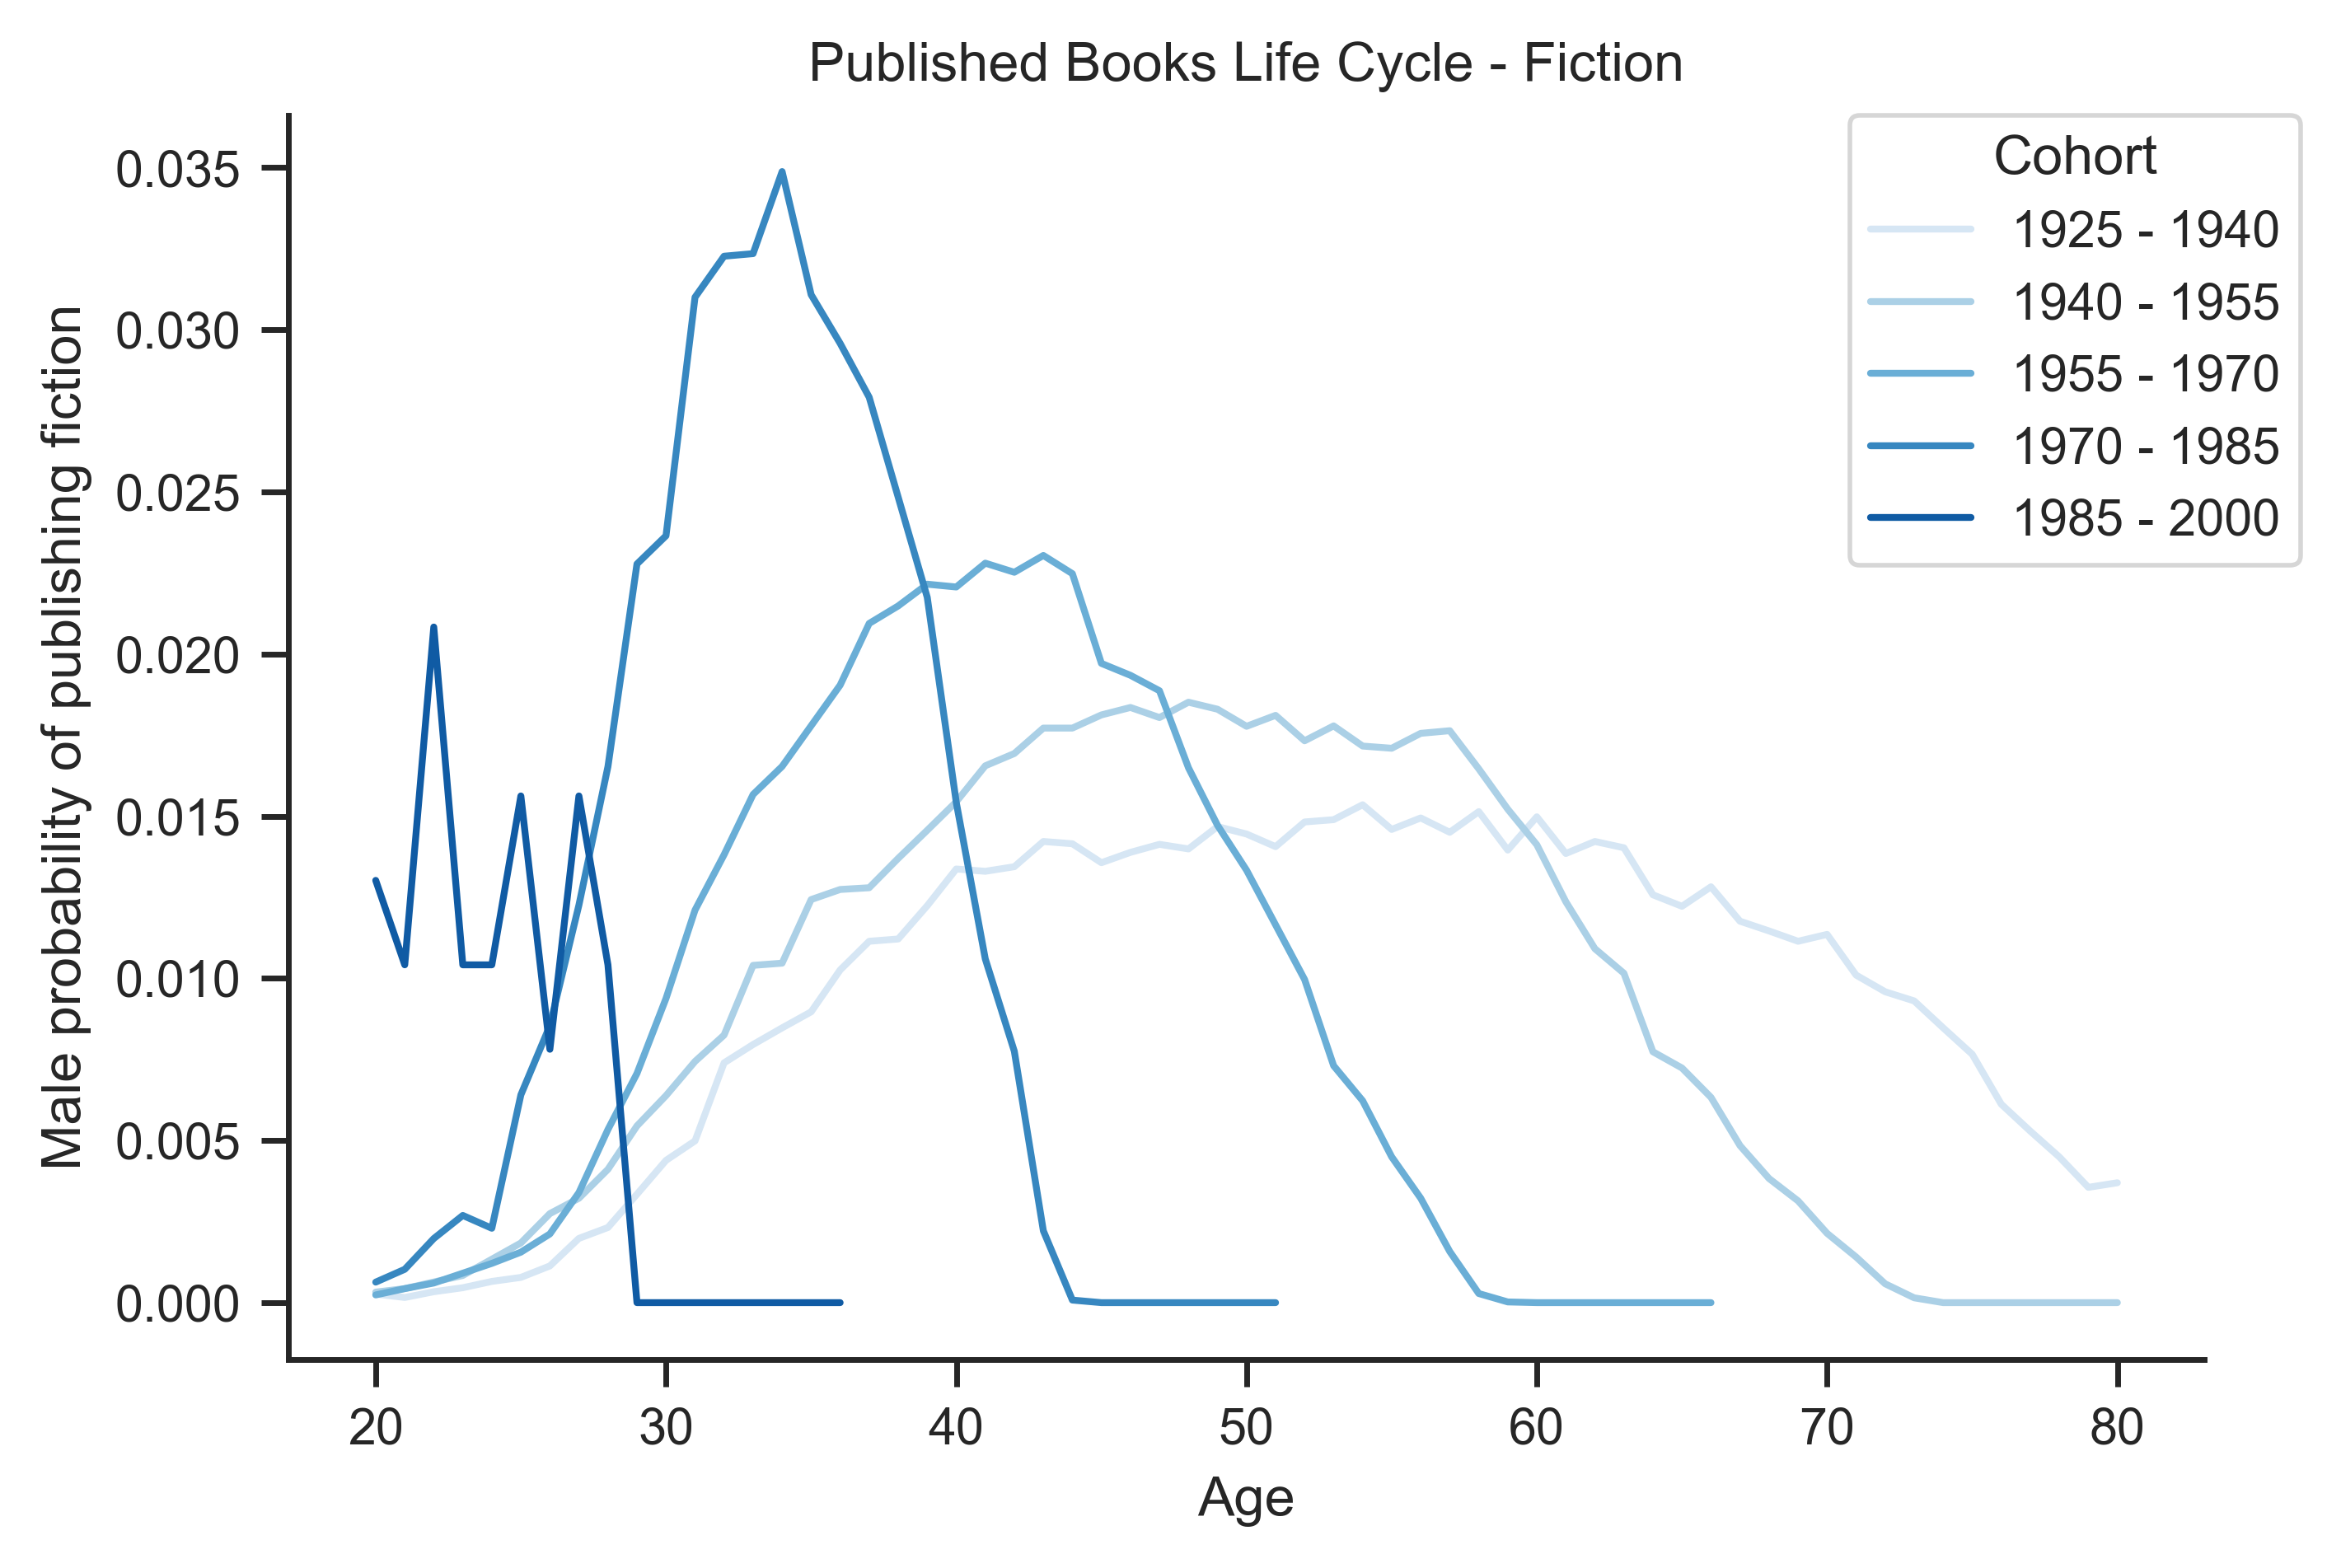 Published Books Life Cycle - Fiction
Male probability of publishing fiction
0.035
0.030
0.025
0.020
0.015
0.010
0.005
0.000
20 30 40 50 60 70 80
Age
Cohort
1925 - 1940
1940 - 1955
1955 - 1970
1970 - 1985
1985 - 2000